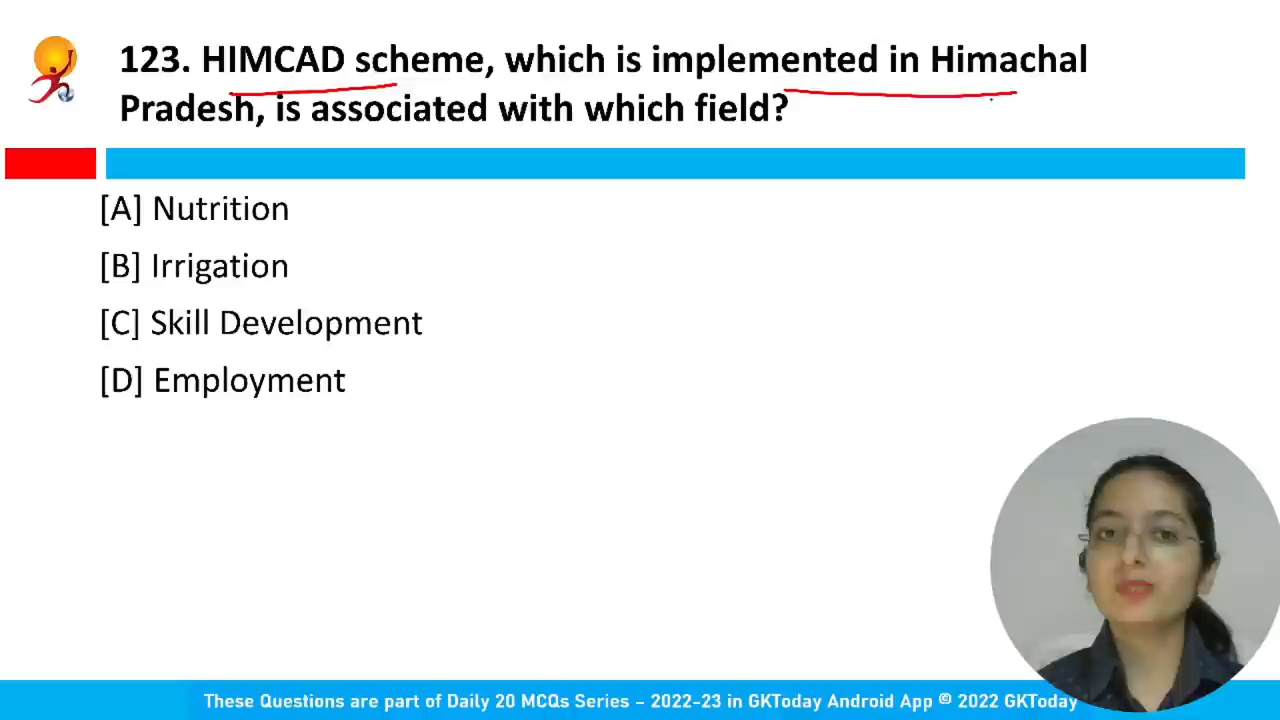 123. HIMCAD scheme, which is implemented in Himachal
Pradesh, is associated with which field?
[A] Nutrition
[B] Irrigation
[C] Skill Development
[D] Employment
These Questions are part of Daily 20 MCQs Series – 2022-23 in GKToday Android App © 2022 GKToday